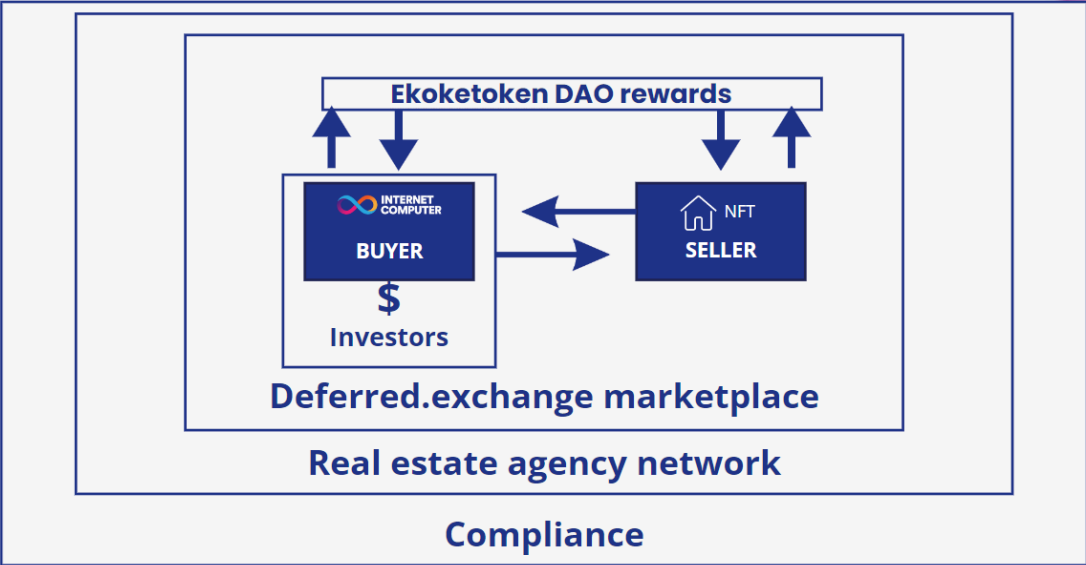 Ekoketoken DAO rewards
INTERNET
COMPUTER
BUYER
$
Investors
NFT
SELLER
Deferred.exchange marketplace
Real estate agency network
Compliance